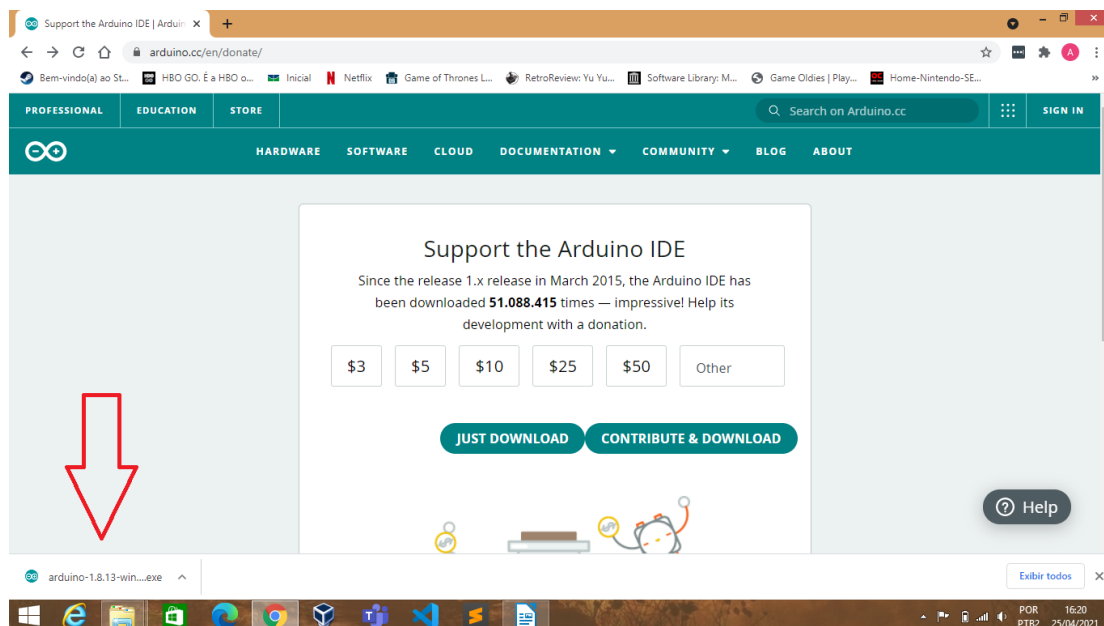 Support the Arduino IDE | Arduin
arduino.cc/en/donate/
Bem-vindo(a) ao St... HBO GO. É a HBO o... Inicial Netflix Game of Thrones L... RetroReview: Yu Yu... Software Library: M... Game Oldies | Play... Home-Nintendo-SE... »
PROFESSIONAL EDUCATION STORE Search on Arduino.cc SIGN IN
HARDWARE SOFTWARE CLOUD DOCUMENTATION COMMUNITY BLOG ABOUT
Support the Arduino IDE
Since the release 1.x release in March 2015, the Arduino IDE has
been downloaded 51.088.415 times — impressive! Help its
development with a donation.
$3 $5 $10 $25 $50 Other
JUST DOWNLOAD CONTRIBUTE & DOWNLOAD
Help
arduino-1.8.13-win....exe Exibir todos
POR 16:20
PTB2 25/04/2021